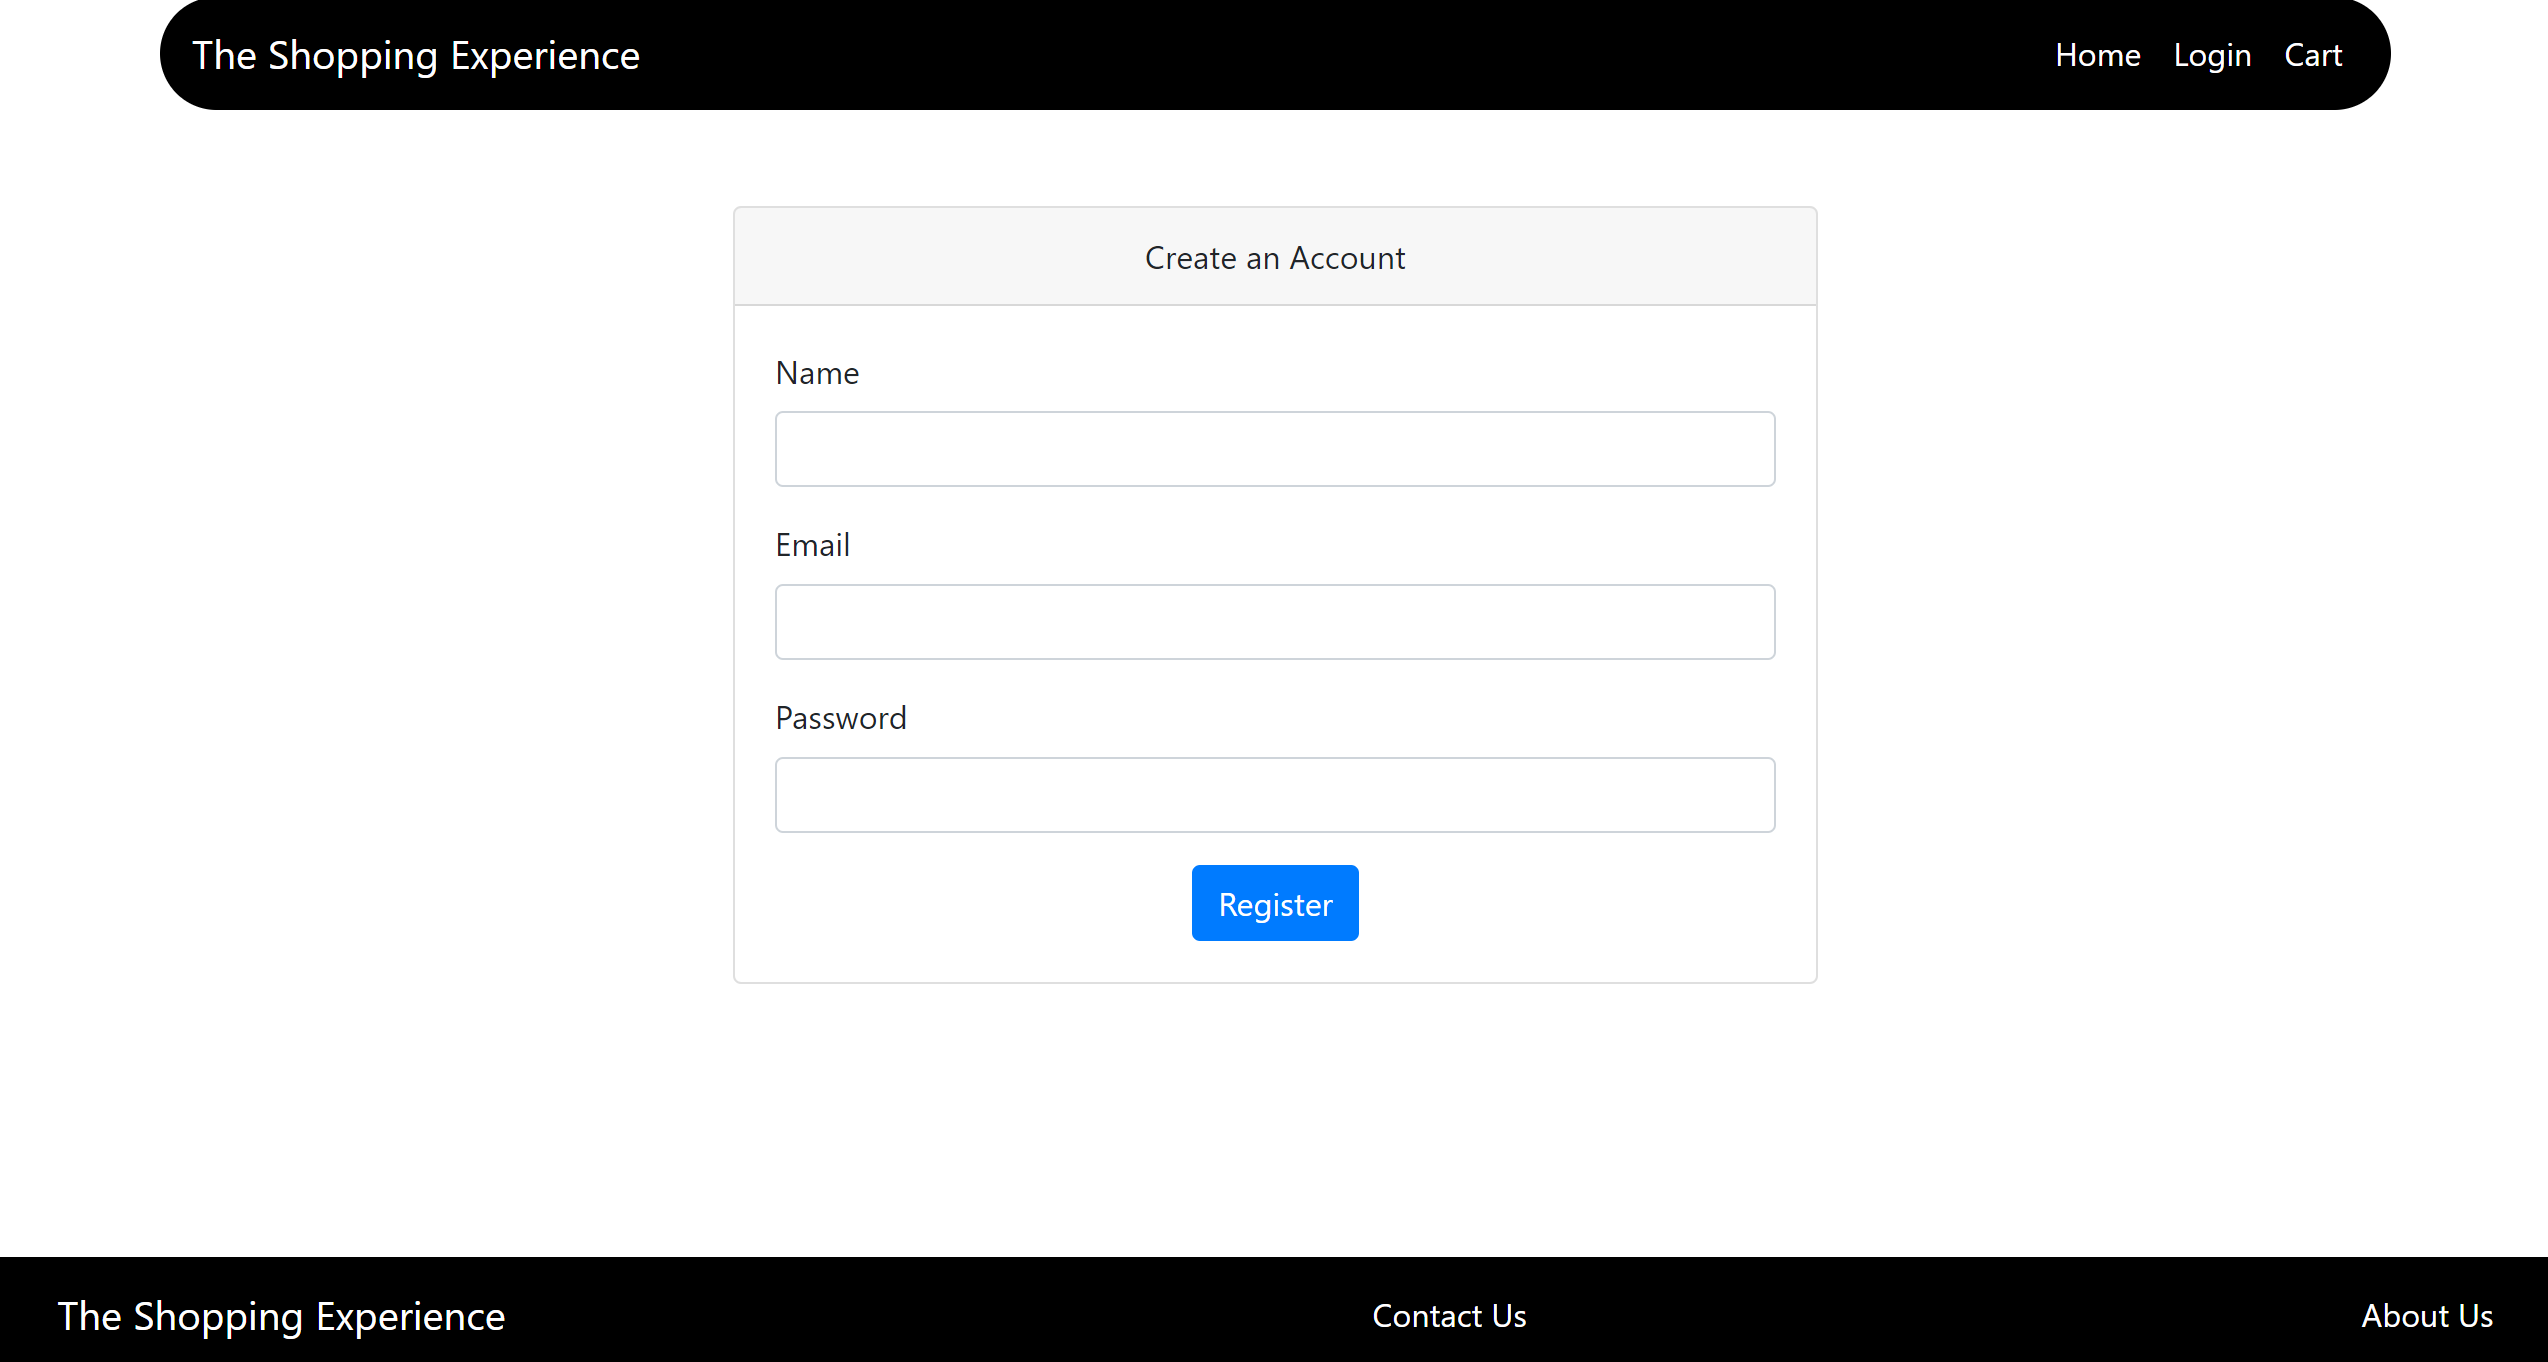 The Shopping Experience
Home Login Cart
Create an Account
Name
Email
Password
Register
The Shopping Experience
Contact Us
About Us